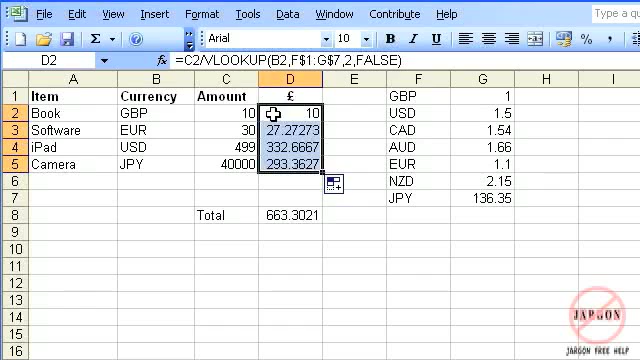 File Edit View Insert Format Tools Data Window Help Type a qu
Arial 10 B I U
D2 =C2/VLOOKUP(B2,F$1:G$7,2,FALSE)
A B C D E F G H I
1 Item Currency Amount £ GBP 1
2 Book GBP 10 10 USD 1.5
3 Software EUR 30 27.27273 CAD 1.54
4 iPad USD 499 332.6667 AUD 1.66
5 Camera JPY 40000 293.3627 EUR 1.1
6 NZD 2.15
7 JPY 136.35
8 Total 663.3021
9
10
11
12
13
14
15
16
JARGON
JARGON FREE HELP